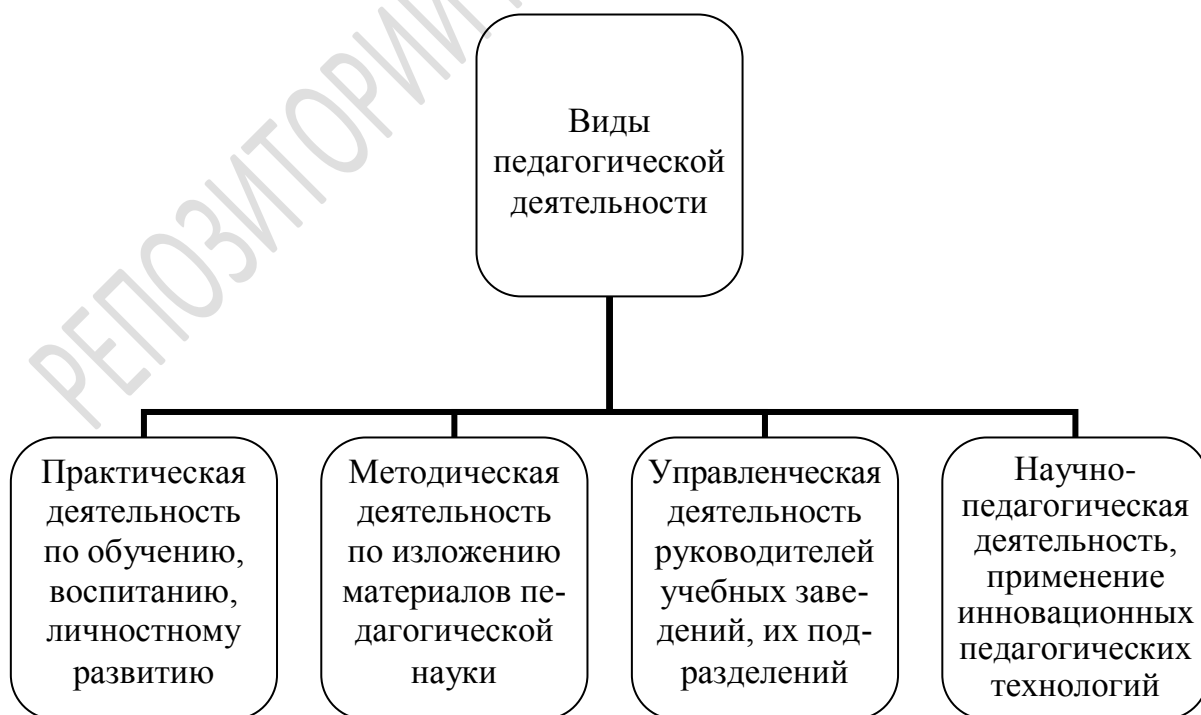 РЕПОЗИТОРИЙ
Виды
педагогической
деятельности
Практическая
деятельность
по обучению,
воспитанию,
личностному
развитию
Методическая
деятельность
по изложению
материалов пе-
дагогической
науки
Управленческая
деятельность
руководителей
учебных заве-
дений, их под-
разделений
Научно-
педагогическая
деятельность,
применение
инновационных
педагогических
технологий